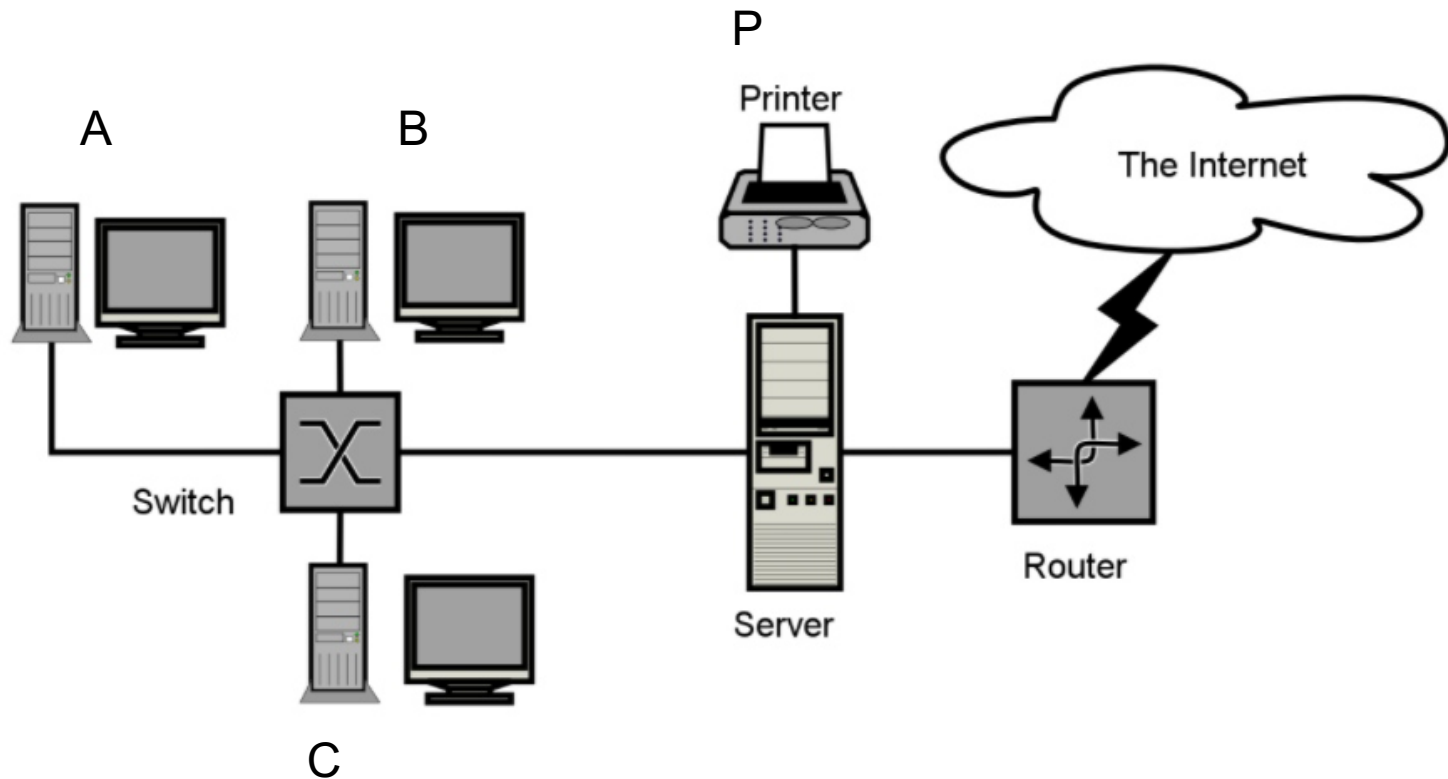 P
Printer
A
B
The Internet
Switch
Router
Server
C